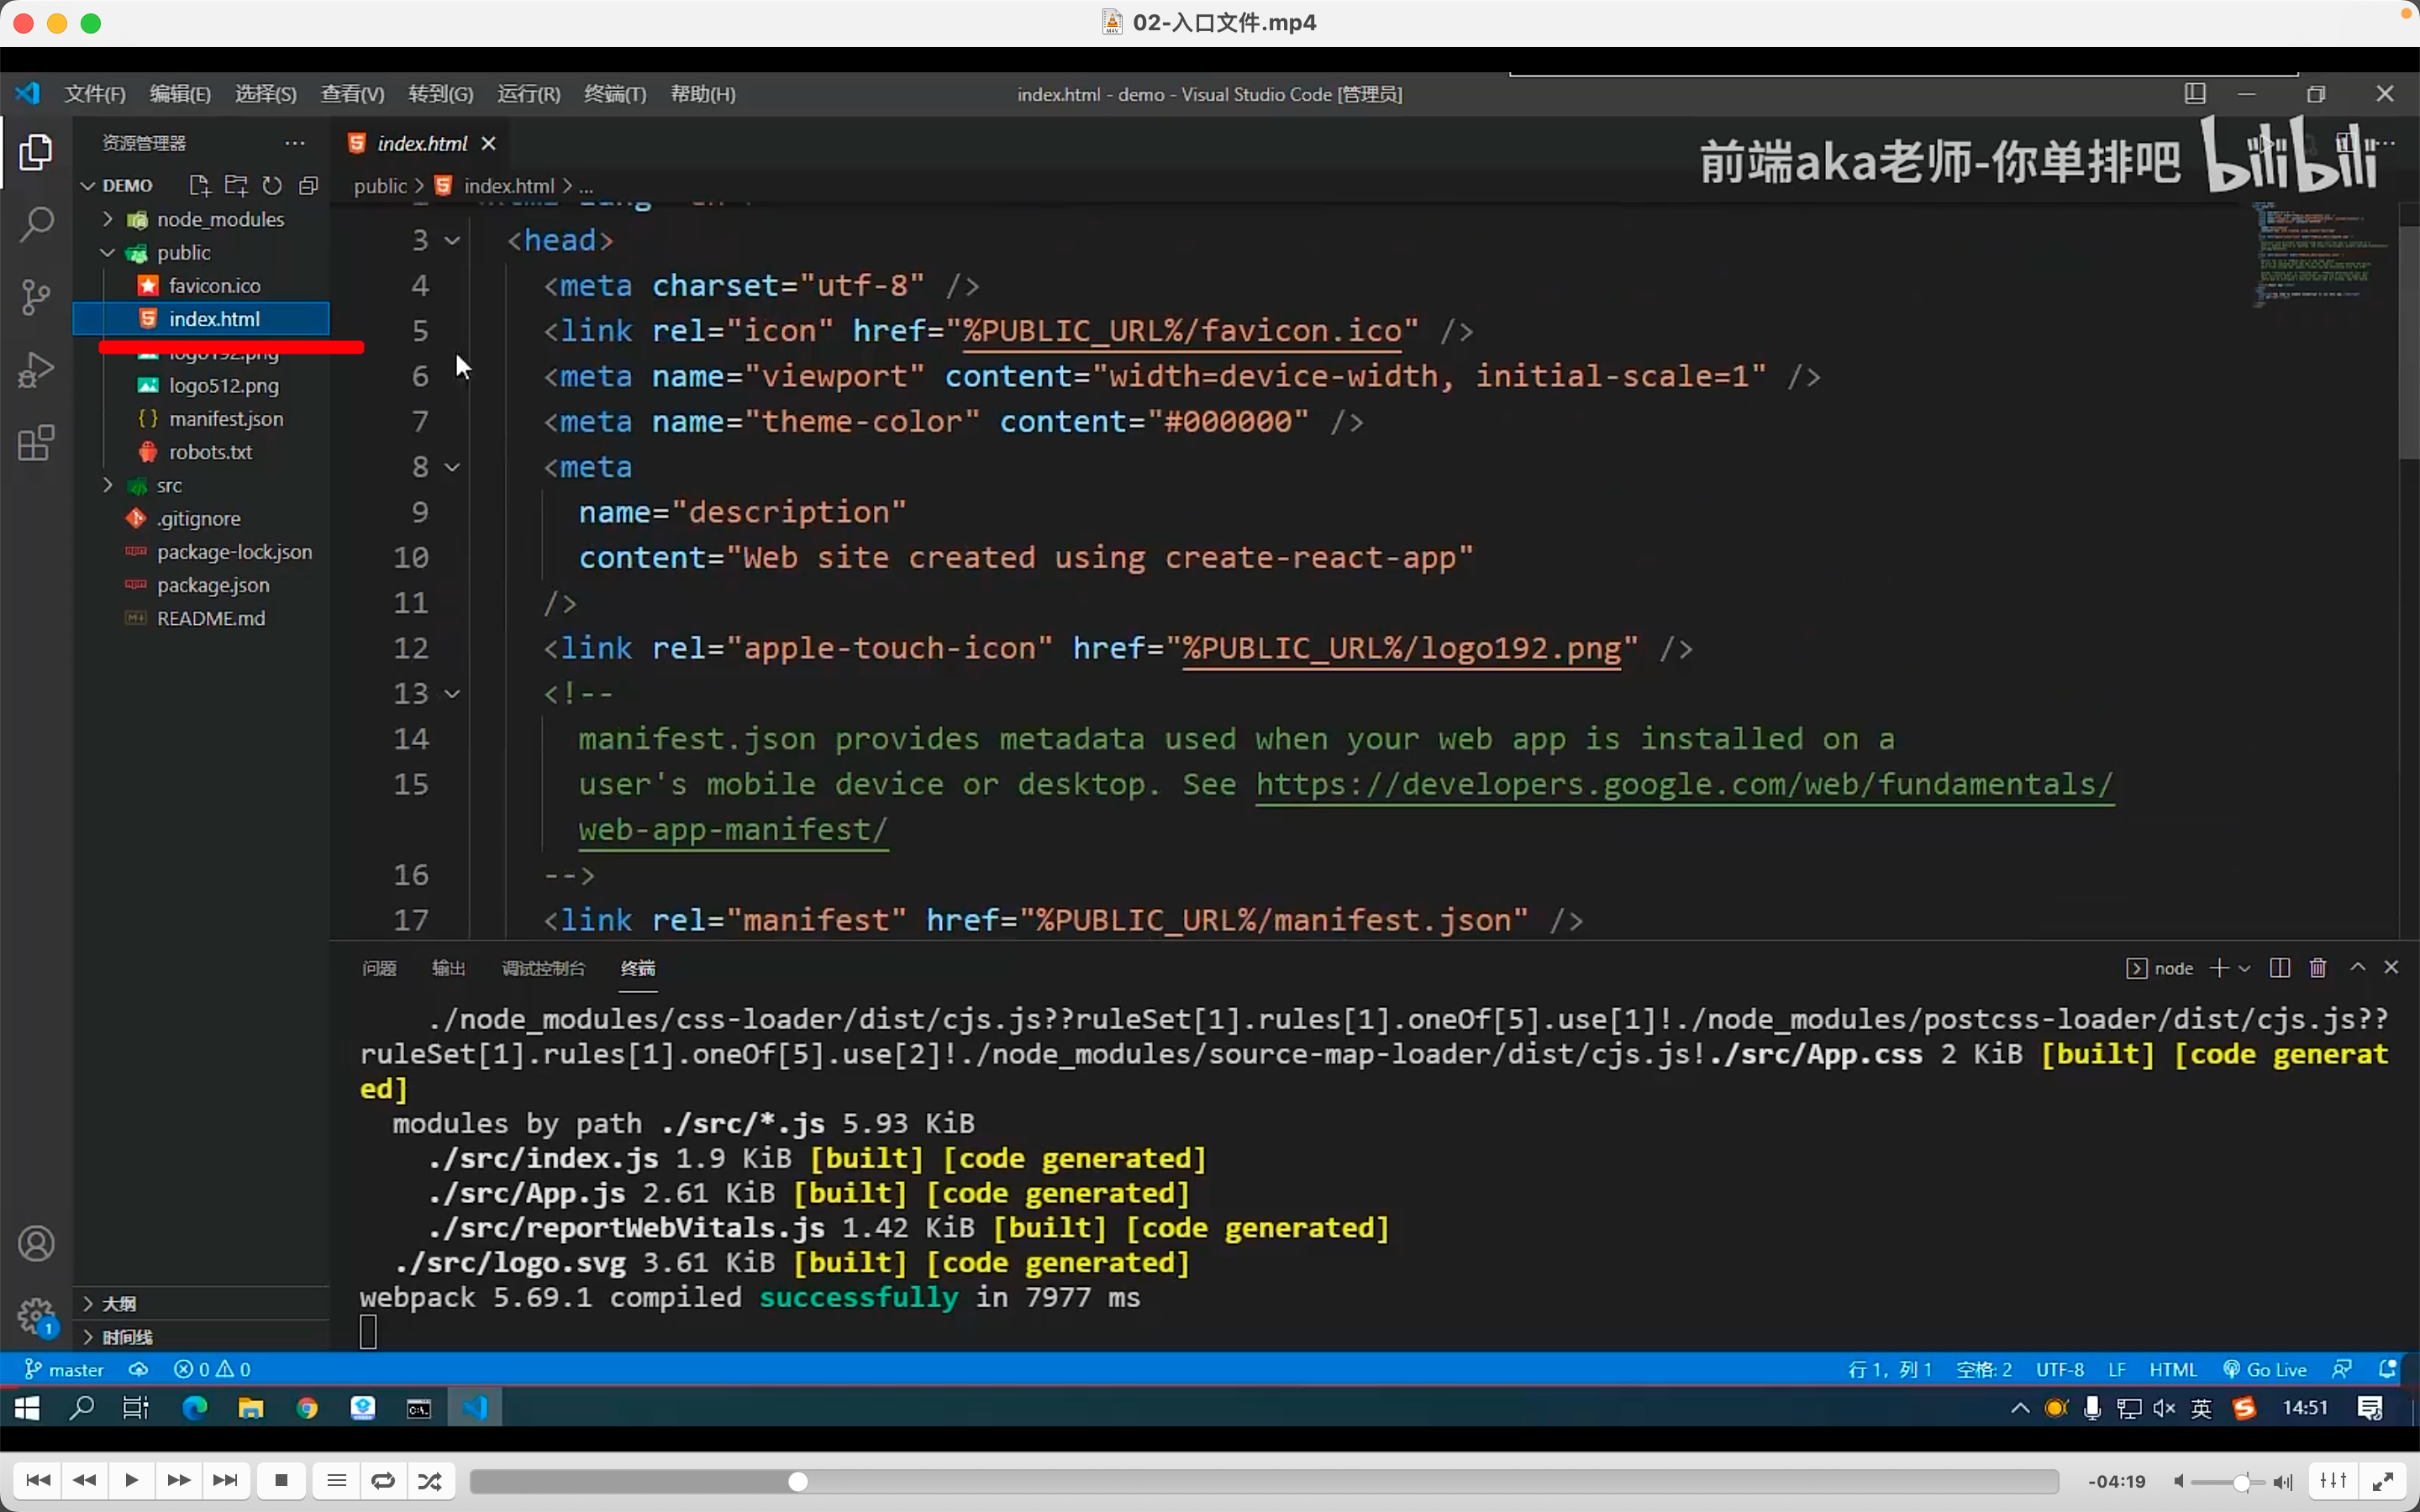 02-入口文件.mp4
文件(F) 编辑(E) 选择(S) 查看(V) 转到(G) 运行(R) 终端(T) 帮助(H) index.html - demo - Visual Studio Code [管理员]
资源管理器 ···
index.html
前端aka老师-你单排吧 bilibili
DEMO
public > index.html > ...
node_modules
public
favicon.ico
index.html
logo192.png
logo512.png
manifest.json
robots.txt
src
.gitignore
package-lock.json
package.json
README.md
大纲
时间线
3 <head>
4 <meta charset="utf-8" />
5 <link rel="icon" href="%PUBLIC_URL%/favicon.ico" />
6 <meta name="viewport" content="width=device-width, initial-scale=1" />
7 <meta name="theme-color" content="#000000" />
8 <meta
9 name="description"
10 content="Web site created using create-react-app"
11 />
12 <link rel="apple-touch-icon" href="%PUBLIC_URL%/logo192.png" />
13 <!--
14 manifest.json provides metadata used when your web app is installed on a
15 user's mobile device or desktop. See https://developers.google.com/web/fundamentals/
web-app-manifest/
16 -->
17 <link rel="manifest" href="%PUBLIC_URL%/manifest.json" />
问题 输出 调试控制台 终端 node
./node_modules/css-loader/dist/cjs.js??ruleSet[1].rules[1].oneOf[5].use[1]!./node_modules/postcss-loader/dist/cjs.js??
ruleSet[1].rules[1].oneOf[5].use[2]!./node_modules/source-map-loader/dist/cjs.js!./src/App.css 2 KiB [built] [code generat
ed]
modules by path ./src/*.js 5.93 KiB
./src/index.js 1.9 KiB [built] [code generated]
./src/App.js 2.61 KiB [built] [code generated]
./src/reportWebVitals.js 1.42 KiB [built] [code generated]
./src/logo.svg 3.61 KiB [built] [code generated]
webpack 5.69.1 compiled successfully in 7977 ms
1
master 0 0 行 1，列 1 空格: 2 UTF-8 LF HTML Go Live
英 14:51
-04:19